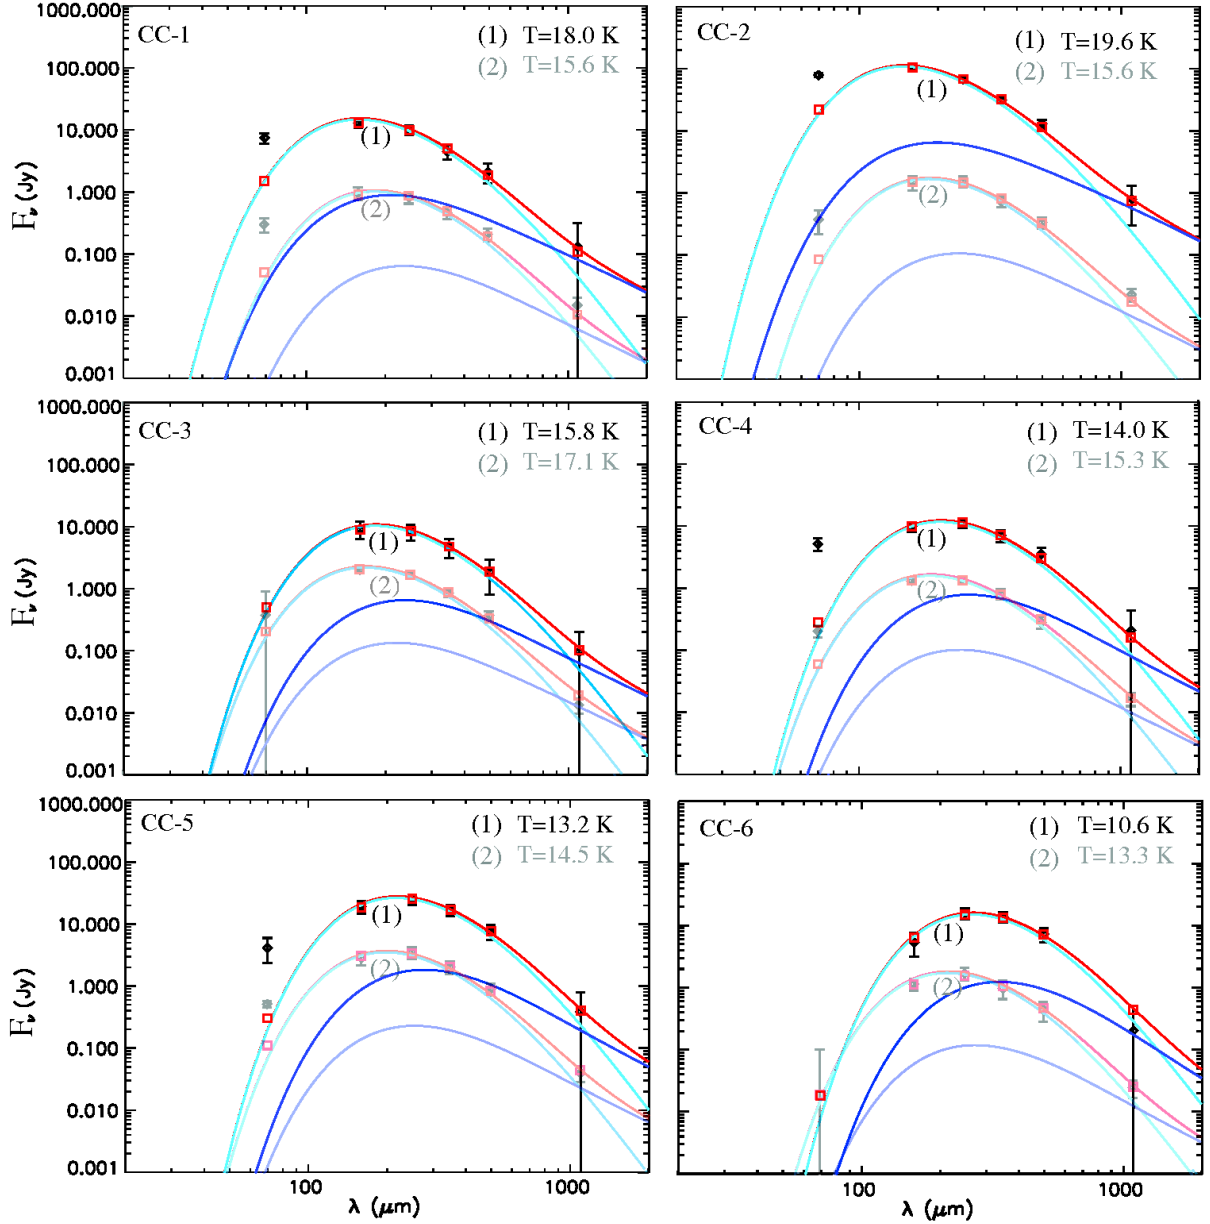 1000.000
100.000
10.000
1.000
0.100
0.010
0.001
Fν (Jy)
CC-1
(1) T=18.0 K
(2) T=15.6 K
(1)
(2)
CC-2
(1) T=19.6 K
(2) T=15.6 K
(1)
(2)
1000.000
100.000
10.000
1.000
0.100
0.010
0.001
Fν (Jy)
CC-3
(1) T=15.8 K
(2) T=17.1 K
(1)
(2)
CC-4
(1) T=14.0 K
(2) T=15.3 K
(1)
(2)
1000.000
100.000
10.000
1.000
0.100
0.010
0.001
Fν (Jy)
CC-5
(1) T=13.2 K
(2) T=14.5 K
(1)
(2)
100
1000
λ (μm)
CC-6
(1) T=10.6 K
(2) T=13.3 K
(1)
(2)
100
1000
λ (μm)